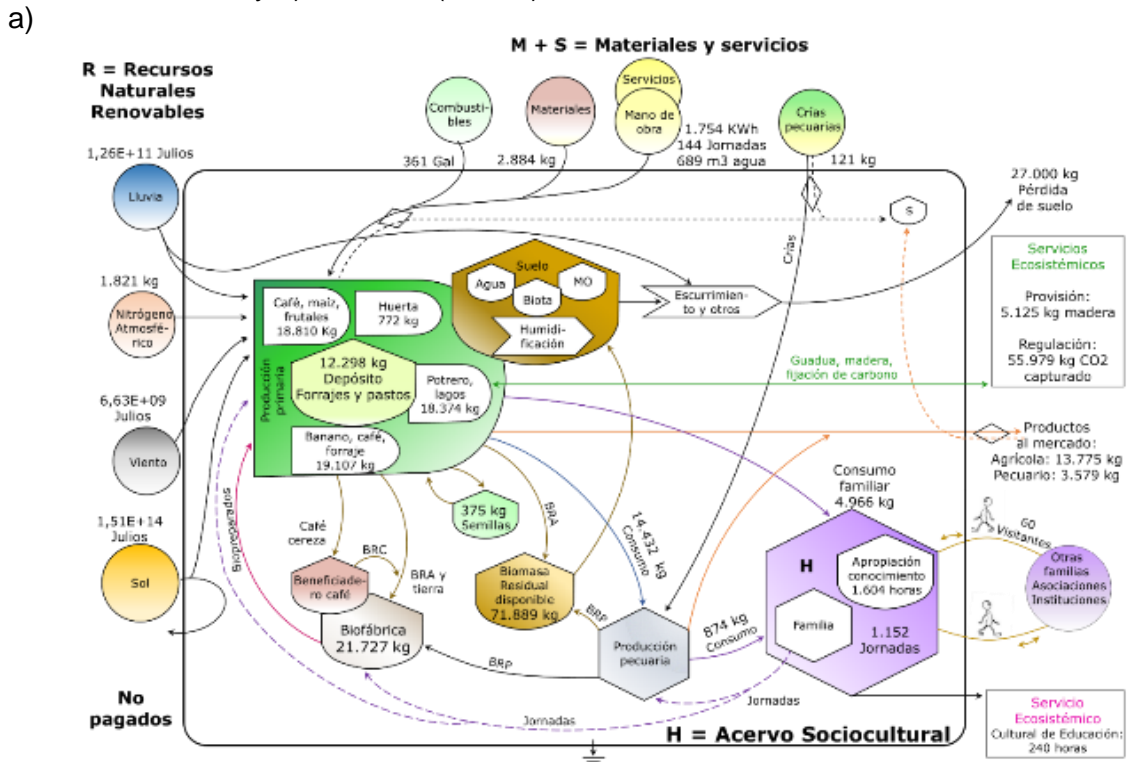 a)
M + S = Materiales y servicios
R = Recursos
Naturales
Renovables
Combusti-
bles
Materiales
Servicios
Mano de
obra
Crías
pecuarias
1.754 KWh
144 Jornadas
689 m3 agua
361 Gal
2.884 kg
121 kg
1,26E+11 Julios
Lluvia
27.000 kg
Pérdida
de suelo
S
Crías
Suelo
Agua
Biota
MO
Humidi-
ficación
Escurrimien-
to y otros
Servicios
Ecosistémicos
Provisión:
5.125 kg madera
Regulación:
55.979 kg CO2
capturado
1.821 kg
Nitrógeno
Atmosfé-
rico
Café, maíz,
frutales
18.810 Kg
Huerta
772 kg
Producción
primaria
12.298 kg
Depósito
Forrajes y pastos
Potrero,
lagos
18.374 kg
Banano, café,
forraje
19.107 kg
Guadua, madera,
fijación de carbono
6,63E+09
Julios
Viento
Productos
al mercado:
Agrícola: 13.775 kg
Pecuario: 3.579 kg
Consumo
familiar
4.966 kg
1,51E+14
Julios
Sol
Bioprearados
Café
cereza
BRC
BRA y
tierra
375 kg
Semillas
BRA
14.432 kg
Consumo
Beneficiade-
ro café
Biofábrica
21.727 kg
Biomasa
Residual
disponible
71.889 kg
BRP
BRP
Producción
pecuaria
874 kg
Consumo
H
Apropiación
conocimiento
1.604 horas
Familia
1.152
Jornadas
60
Visitantes
Otras
familias
Asociaciones
Instituciones
Jornadas
Jornadas
No
pagados
H = Acervo Sociocultural
Servicio
Ecosistémico
Cultural de Educación:
240 horas